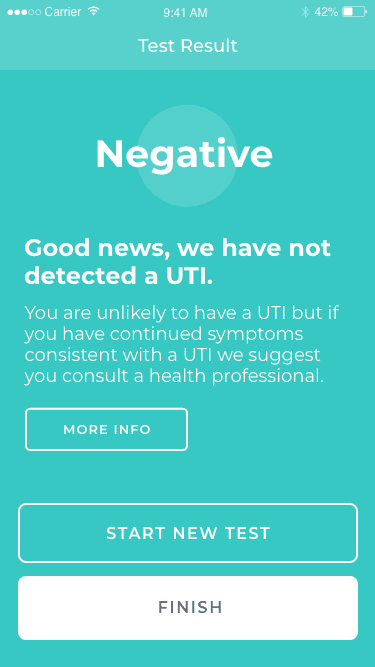 Carrier 9:41 AM 42%
Test Result
Negative
Good news, we have not
detected a UTI.
You are unlikely to have a UTI but if
you have continued symptoms
consistent with a UTI we suggest
you consult a health professional.
MORE INFO
START NEW TEST
FINISH